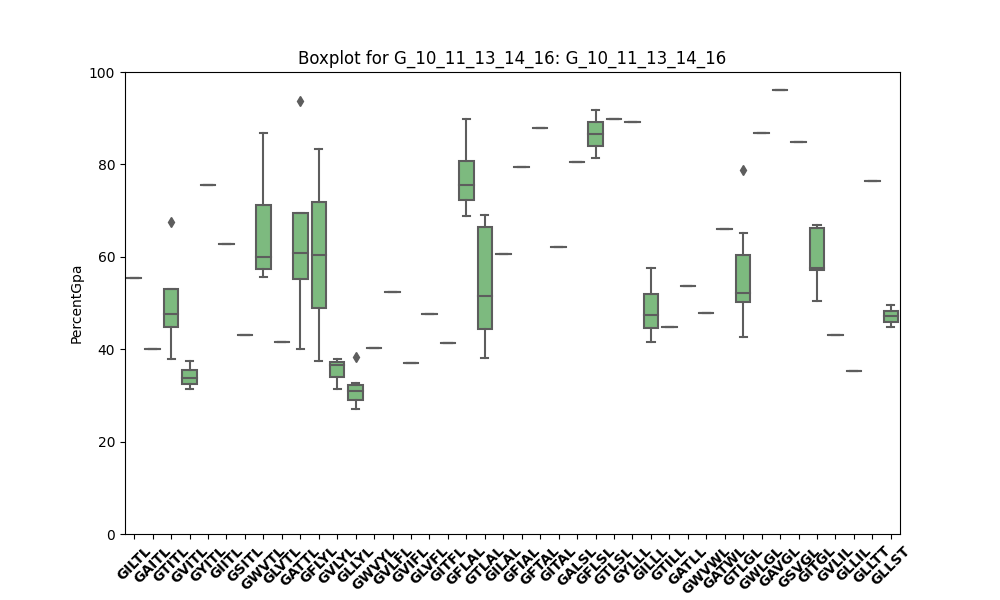 Boxplot for G_10_11_13_14_16: G_10_11_13_14_16
100
80
60
40
20
0
PercentGpa
GILTL
GAITL
GTITL
GVITL
GYITL
GIITL
GSITL
GWVTL
GLVTL
GATTL
GFLYL
GVLYL
GLLYL
GWVYL
GVLFL
GVIFL
GLVFL
GITFL
GFLAL
GTLAL
GILAL
GFIAL
GFTAL
GITAL
GALSL
GFLSL
GTLSL
GYLLL
GILLL
GTILL
GATLL
GWVWL
GATWL
GTLGL
GWLGL
GAVGL
GSVGL
GITGL
GVLIL
GLLIL
GLLTT
GLLST